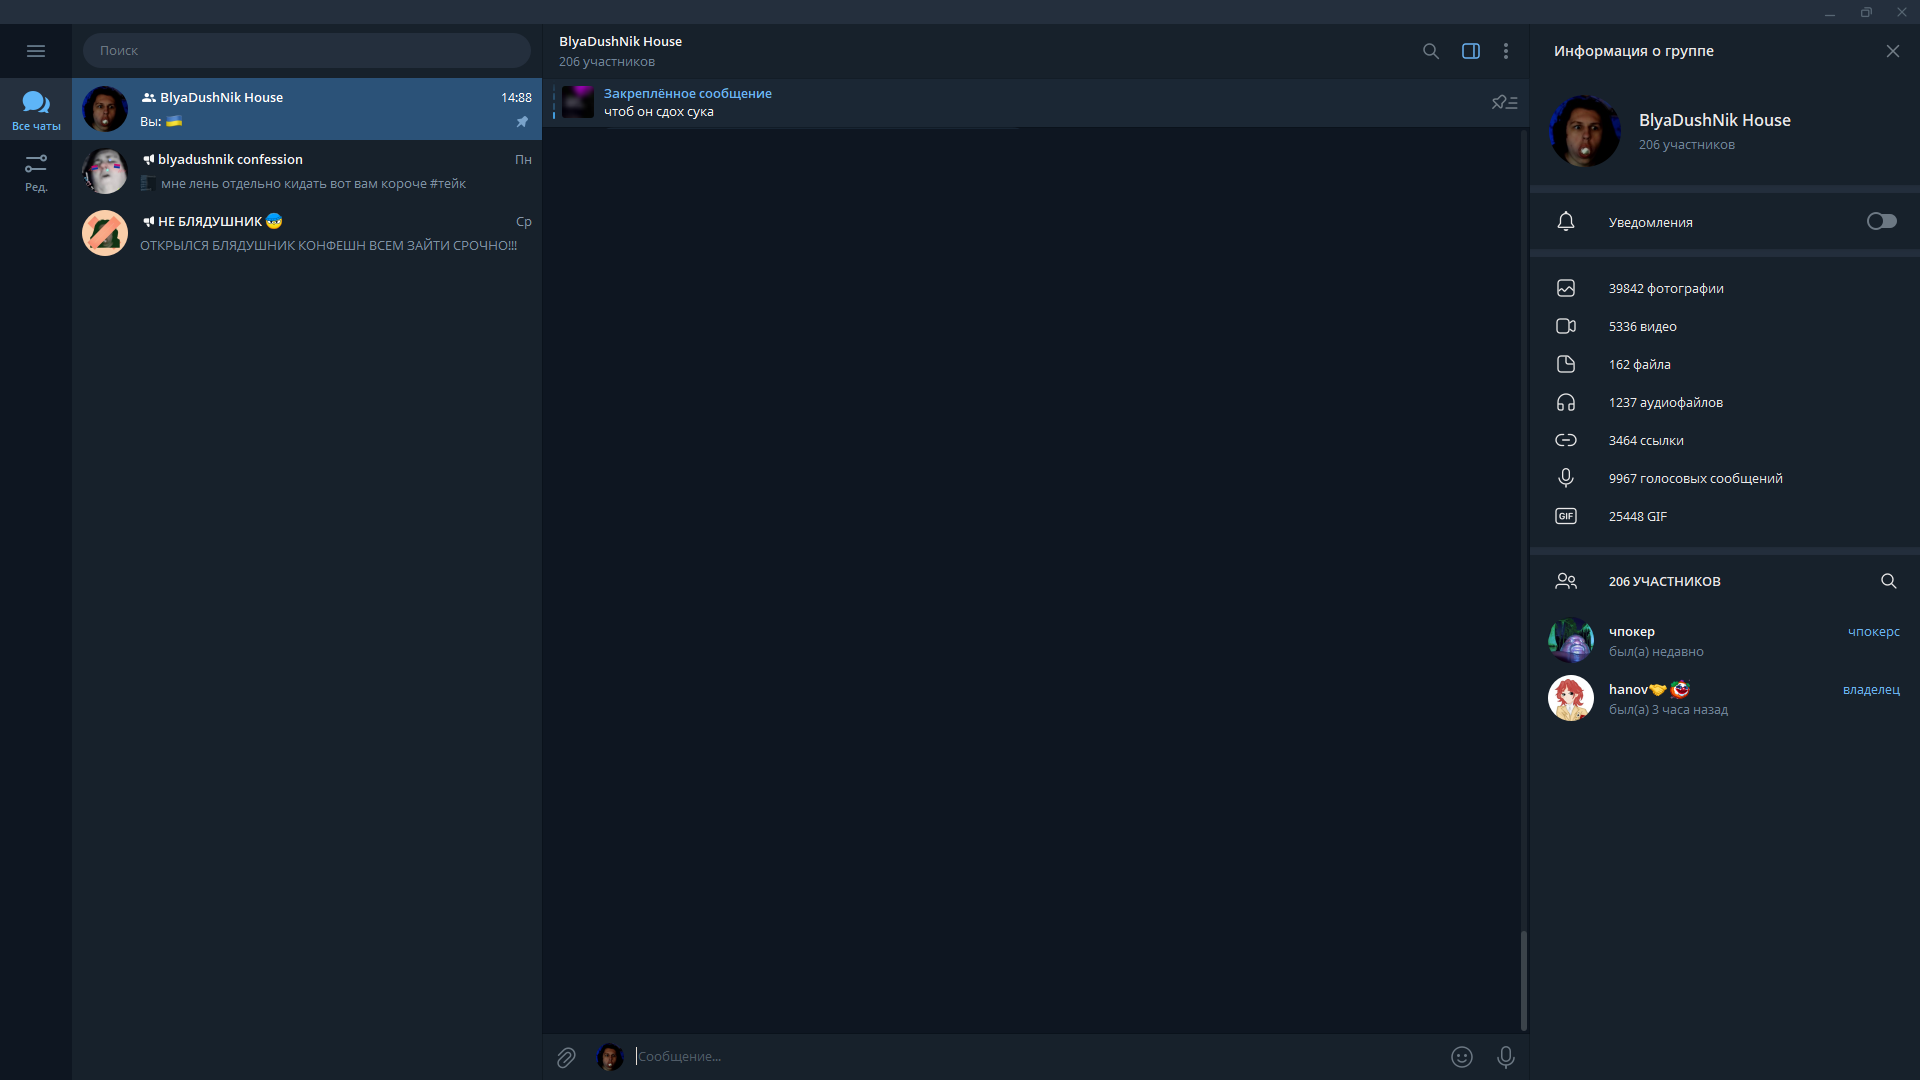 Поиск
Все чаты
Ред.
BlyaDushNik House
14:88
Вы: 🇺🇦
blyadushnik confession
Пн
мне лень отдельно кидать вот вам короче #тейк
НЕ БЛЯДУШНИК
Ср
ОТКРЫЛСЯ БЛЯДУШНИК КОНФЕШН ВСЕМ ЗАЙТИ СРОЧНО!!!
BlyaDushNik House
206 участников
Закреплённое сообщение
чтоб он сдох сука
Сообщение...
Информация о группе
BlyaDushNik House
206 участников
Уведомления
39842 фотографии
5336 видео
162 файла
1237 аудиофайлов
3464 ссылки
9967 голосовых сообщений
GIF
25448 GIF
206 УЧАСТНИКОВ
чпокер
чпокерс
был(а) недавно
hanov🤝
владелец
был(а) 3 часа назад